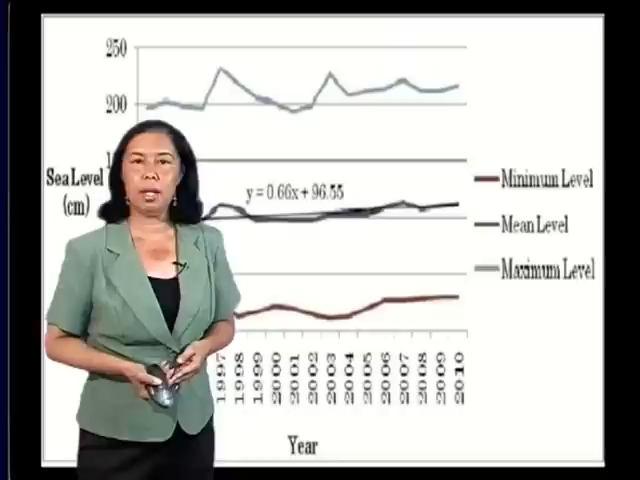 250
200
1
Sea Level
(cm)
y = 0.66x + 96.55
Minimum Level
Mean Level
Maximum Level
1997
1998
1999
2000
2001
2002
2003
2004
2005
2006
2007
2008
2009
2010
Year